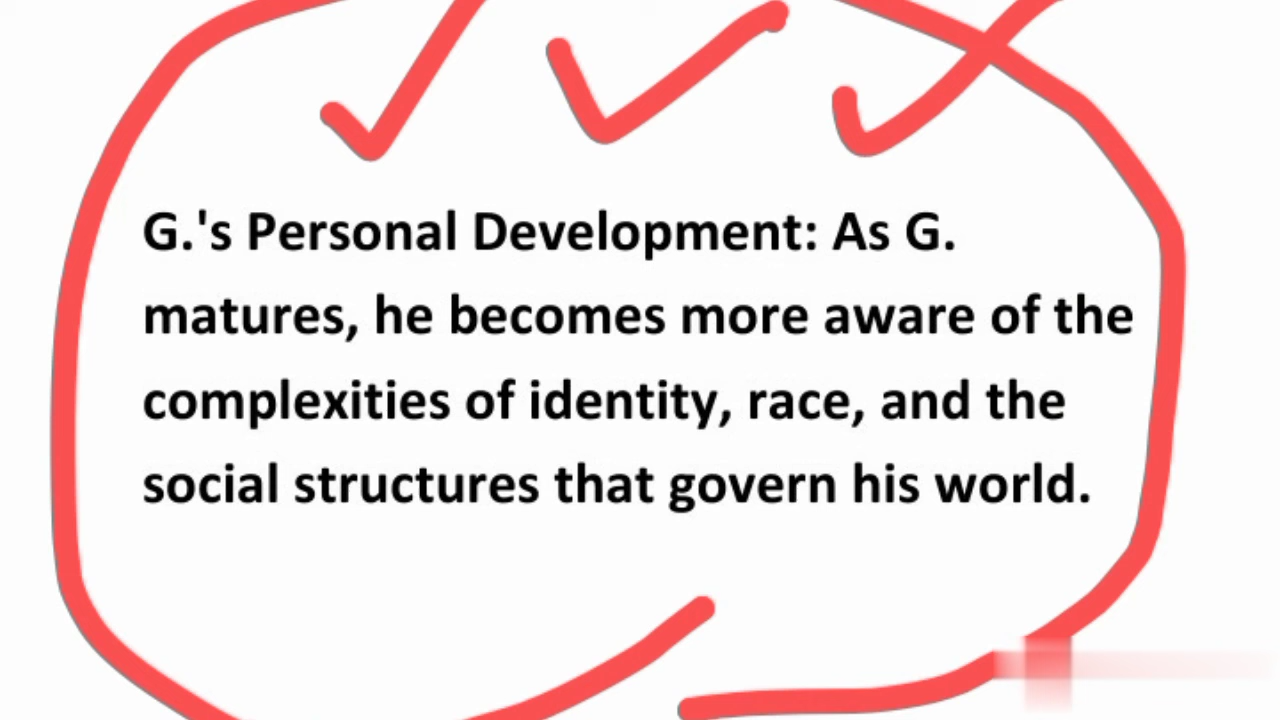 G.'s Personal Development: As G.
matures, he becomes more aware of the
complexities of identity, race, and the
social structures that govern his world.